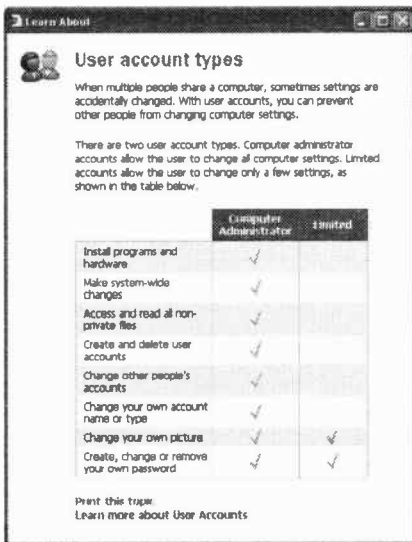 Learn About
User account types
When multiple people share a computer, sometimes settings are
accidentally changed. With user accounts, you can prevent
other people from changing computer settings.
There are two user account types. Computer administrator
accounts allow the user to change all computer settings. Limited
accounts allow the user to change only a few settings, as
shown in the table below.
Computer
Administrator
Limited
Install programs and
hardware
Make system-wide
changes
Access and read all non-
private files
Create and delete user
accounts
Change other people's
accounts
Change your own account
name or type
Change your own picture
Create, change or remove
your own password
Print this topic
Learn more about User Accounts